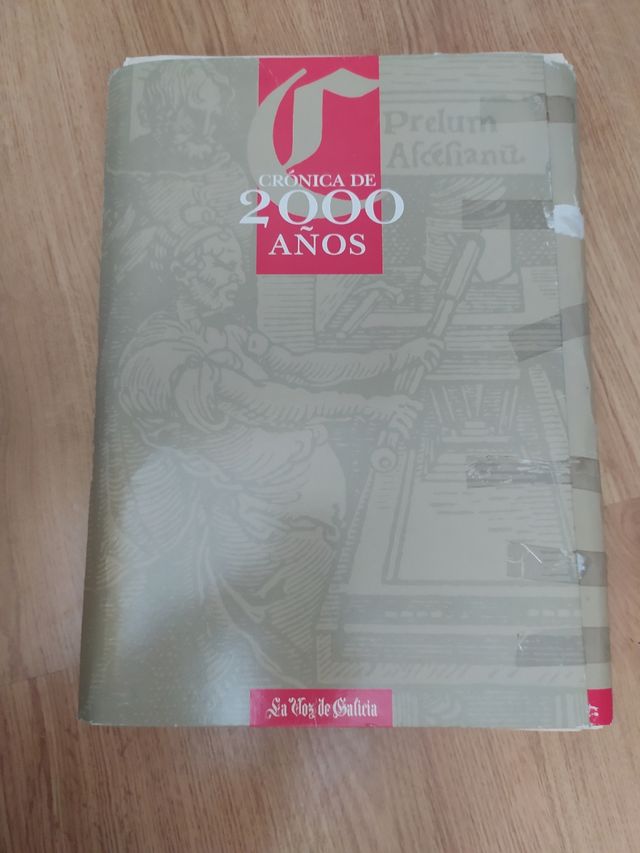 Prelum
Ascēsianū
CRÓNICA DE
2000
AÑOS
La Voz de Galicia